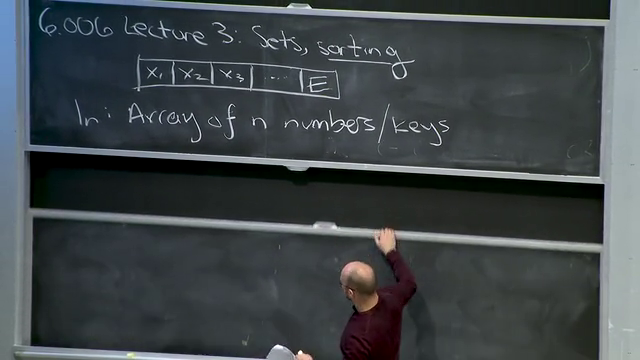 6.006 Lecture 3: Sets, sorting
x1 x2 x3 ... E
In: Array of n numbers/keys